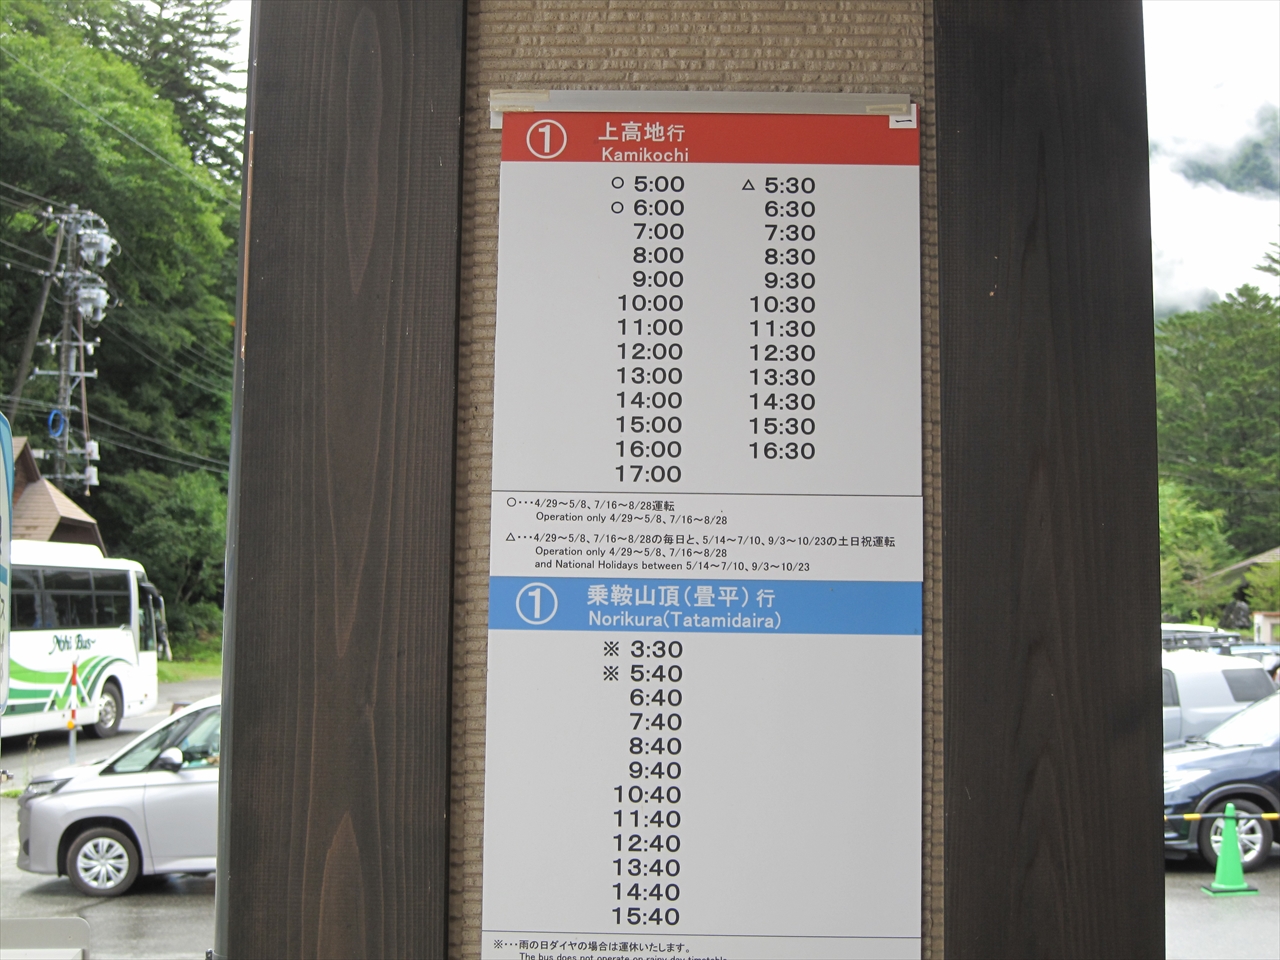 ①
上高地行
Kamikochi
一
○ 5:00 △ 5:30
○ 6:00 6:30
7:00 7:30
8:00 8:30
9:00 9:30
10:00 10:30
11:00 11:30
12:00 12:30
13:00 13:30
14:00 14:30
15:00 15:30
16:00 16:30
17:00
○･･･4/29～5/8、7/16～8/28運転
Operation only 4/29～5/8、7/16～8/28
△･･･4/29～5/8、7/16～8/28の毎日と、5/14～7/10、9/3～10/23の土日祝運転
Operation only 4/29～5/8、7/16～8/28
and National Holidays between 5/14～7/10、9/3～10/23
①
乗鞍山頂(畳平)行
Norikura(Tatamidaira)
※ 3:30
※ 5:40
6:40
7:40
8:40
9:40
10:40
11:40
12:40
13:40
14:40
15:40
※･･･雨の日ダイヤの場合は運休いたします。
The bus does not operate on rainy day timetable
Nohi Bus